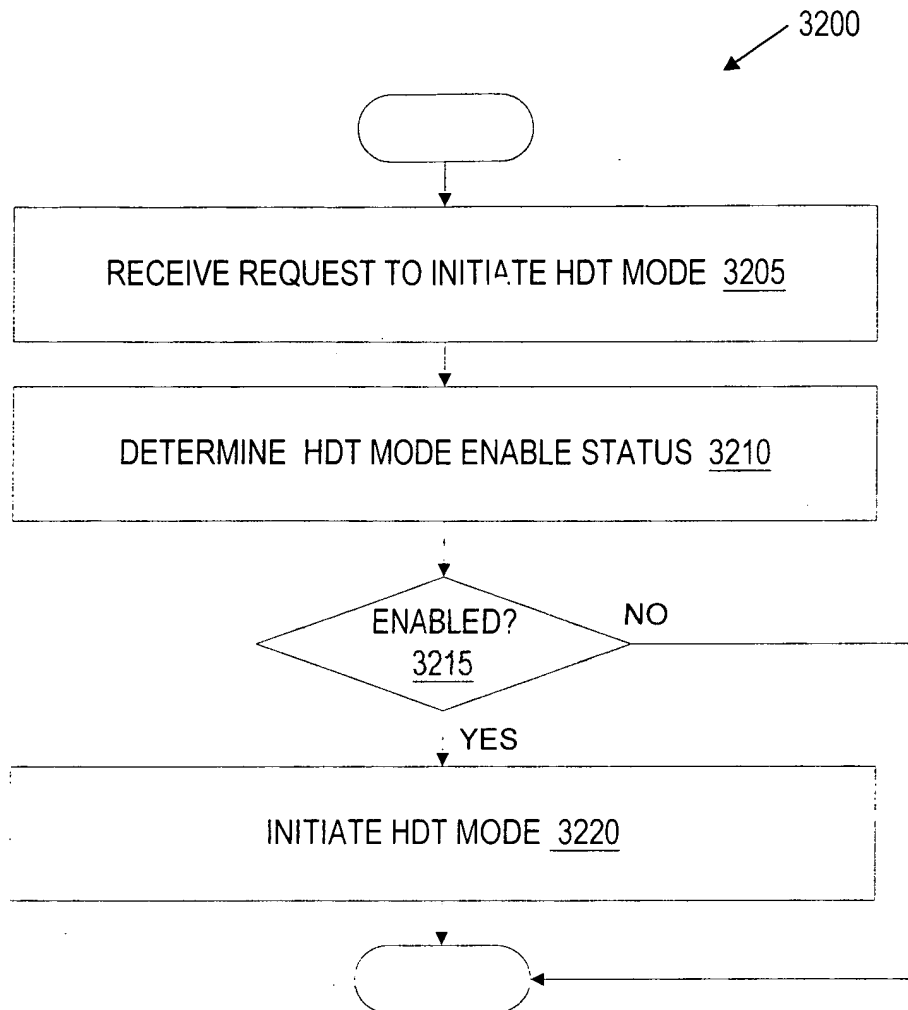 3200
RECEIVE REQUEST TO INITIATE HDT MODE 3205
DETERMINE HDT MODE ENABLE STATUS 3210
ENABLED?
3215
NO
YES
INITIATE HDT MODE 3220